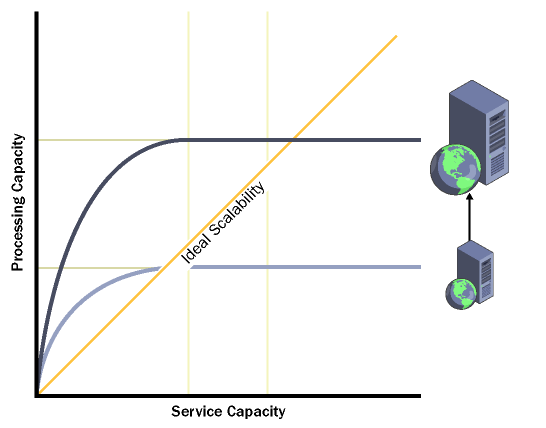 Processing Capacity
Ideal Scalability
Service Capacity